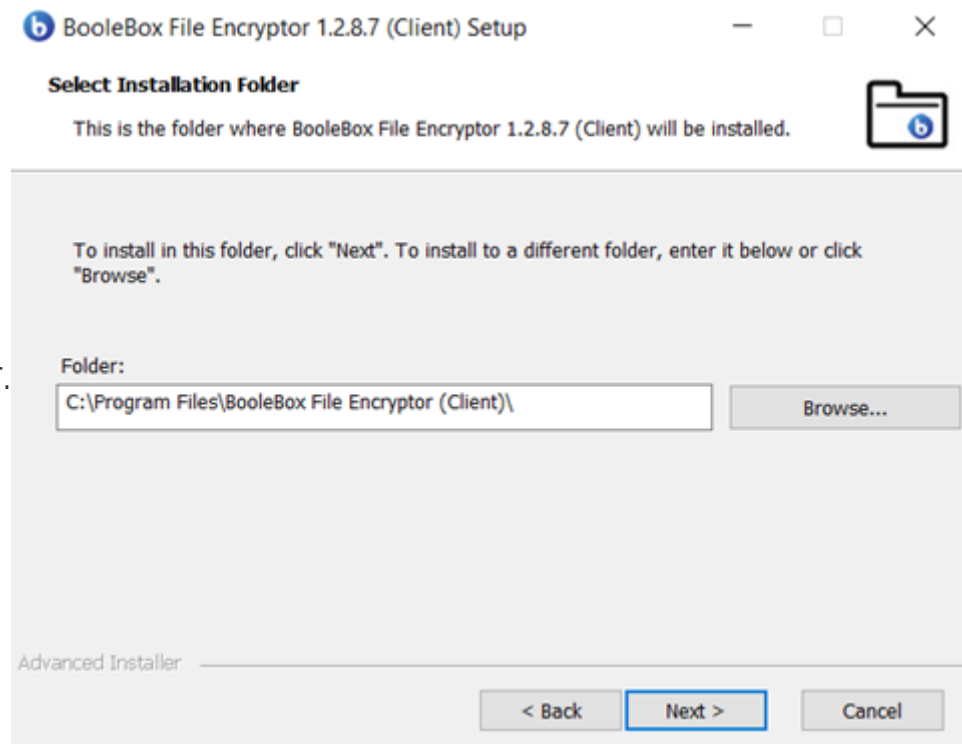 BooleBox File Encryptor 1.2.8.7 (Client) Setup
Select Installation Folder
This is the folder where BooleBox File Encryptor 1.2.8.7 (Client) will be installed.
To install in this folder, click "Next". To install to a different folder, enter it below or click
"Browse".
Folder:
C:\Program Files\BooleBox File Encryptor (Client)\
Browse...
Advanced Installer
< Back
Next >
Cancel